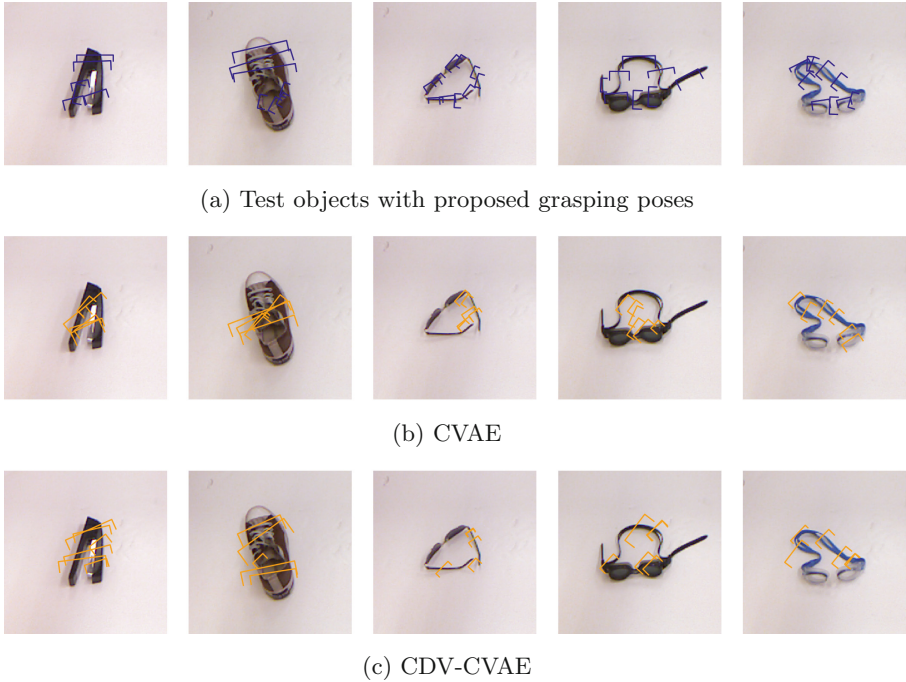 (a) Test objects with proposed grasping poses
(b) CVAE
(c) CDV-CVAE